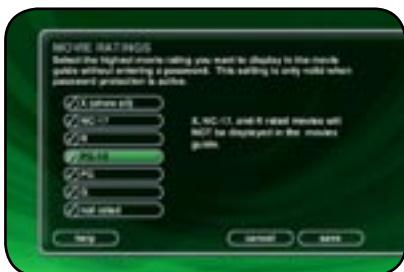 MOVIE RATINGS
Select the highest movie rating you want to display in the movie
guide without entering a password. This setting is only valid when
password protection is active.
X (show all)
NC-17
R
PG-13
PG
G
not rated
X, NC-17, and R rated movies will
NOT be displayed in the movies
guide.
help
cancel
save